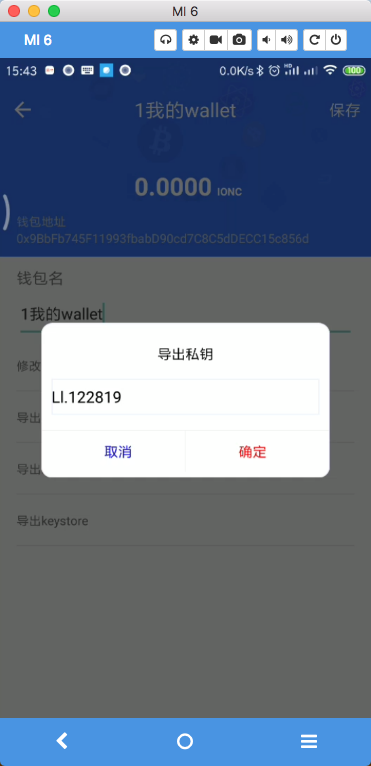 MI 6
MI 6
15:43
0.0K/s
HD
100
1我的wallet
保存
0.0000 IONC
钱包地址
0x9BbFb745F11993fbabD90cd7C8C5dDECC15c856d
钱包名
1我的wallet
导出私钥
修改
LI.122819
导出
取消
确定
导出
导出keystore